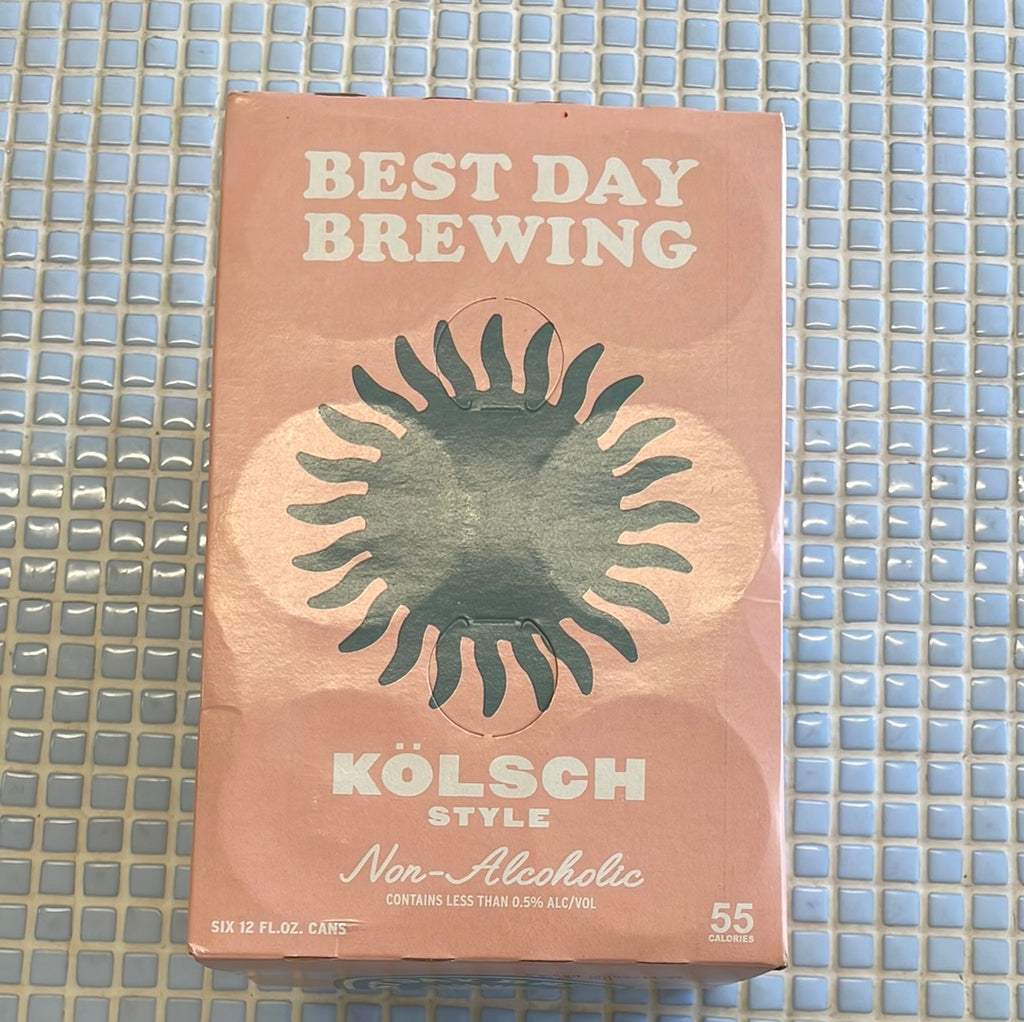 BEST DAY
BREWING
KÖLSCH
STYLE
Non-Alcoholic
CONTAINS LESS THAN 0.5% ALC/VOL
SIX 12 FL.OZ. CANS
55
CALORIES